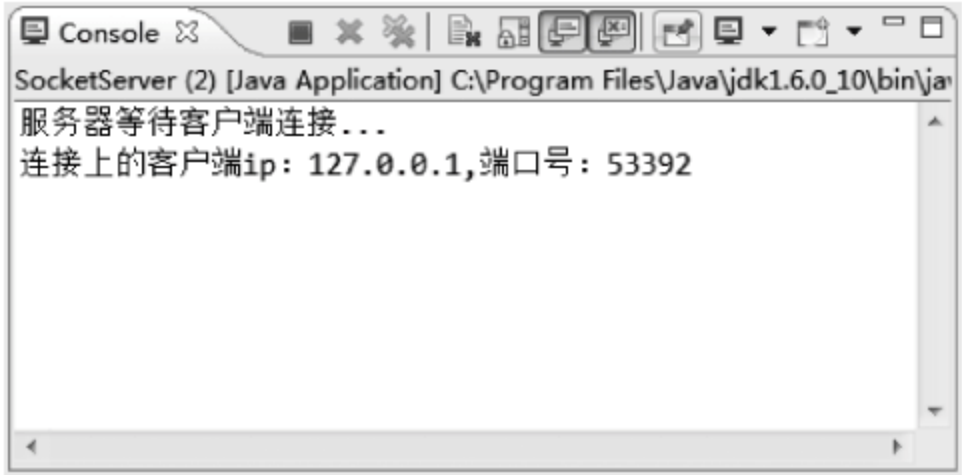 Console
SocketServer (2) [Java Application] C:\Program Files\Java\jdk1.6.0_10\bin\jav
服务器等待客户端连接...
连接上的客户端ip：127.0.0.1,端口号：53392